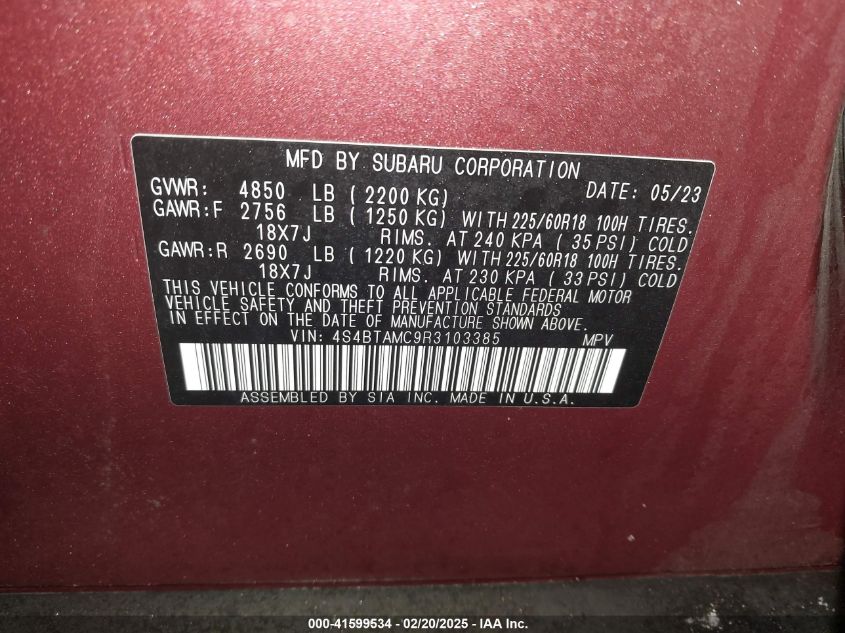 MFD BY SUBARU CORPORATION
GVWR: 4850 LB ( 2200 KG) DATE: 05/23
GAWR:F 2756 LB ( 1250 KG) WITH 225/60R18 100H TIRES.
18X7J RIMS. AT 240 KPA ( 35 PSI) COLD
GAWR:R 2690 LB ( 1220 KG) WITH 225/60R18 100H TIRES.
18X7J RIMS. AT 230 KPA ( 33 PSI) COLD
THIS VEHICLE CONFORMS TO ALL APPLICABLE FEDERAL MOTOR
VEHICLE SAFETY AND THEFT PREVENTION STANDARDS
IN EFFECT ON THE DATE OF MANUFACTURE SHOWN ABOVE.
VIN: 4S4BTAMC9R3103385 MPV
ASSEMBLED BY SIA INC. MADE IN U.S.A.
000-41599534 - 02/20/2025 - IAA Inc.